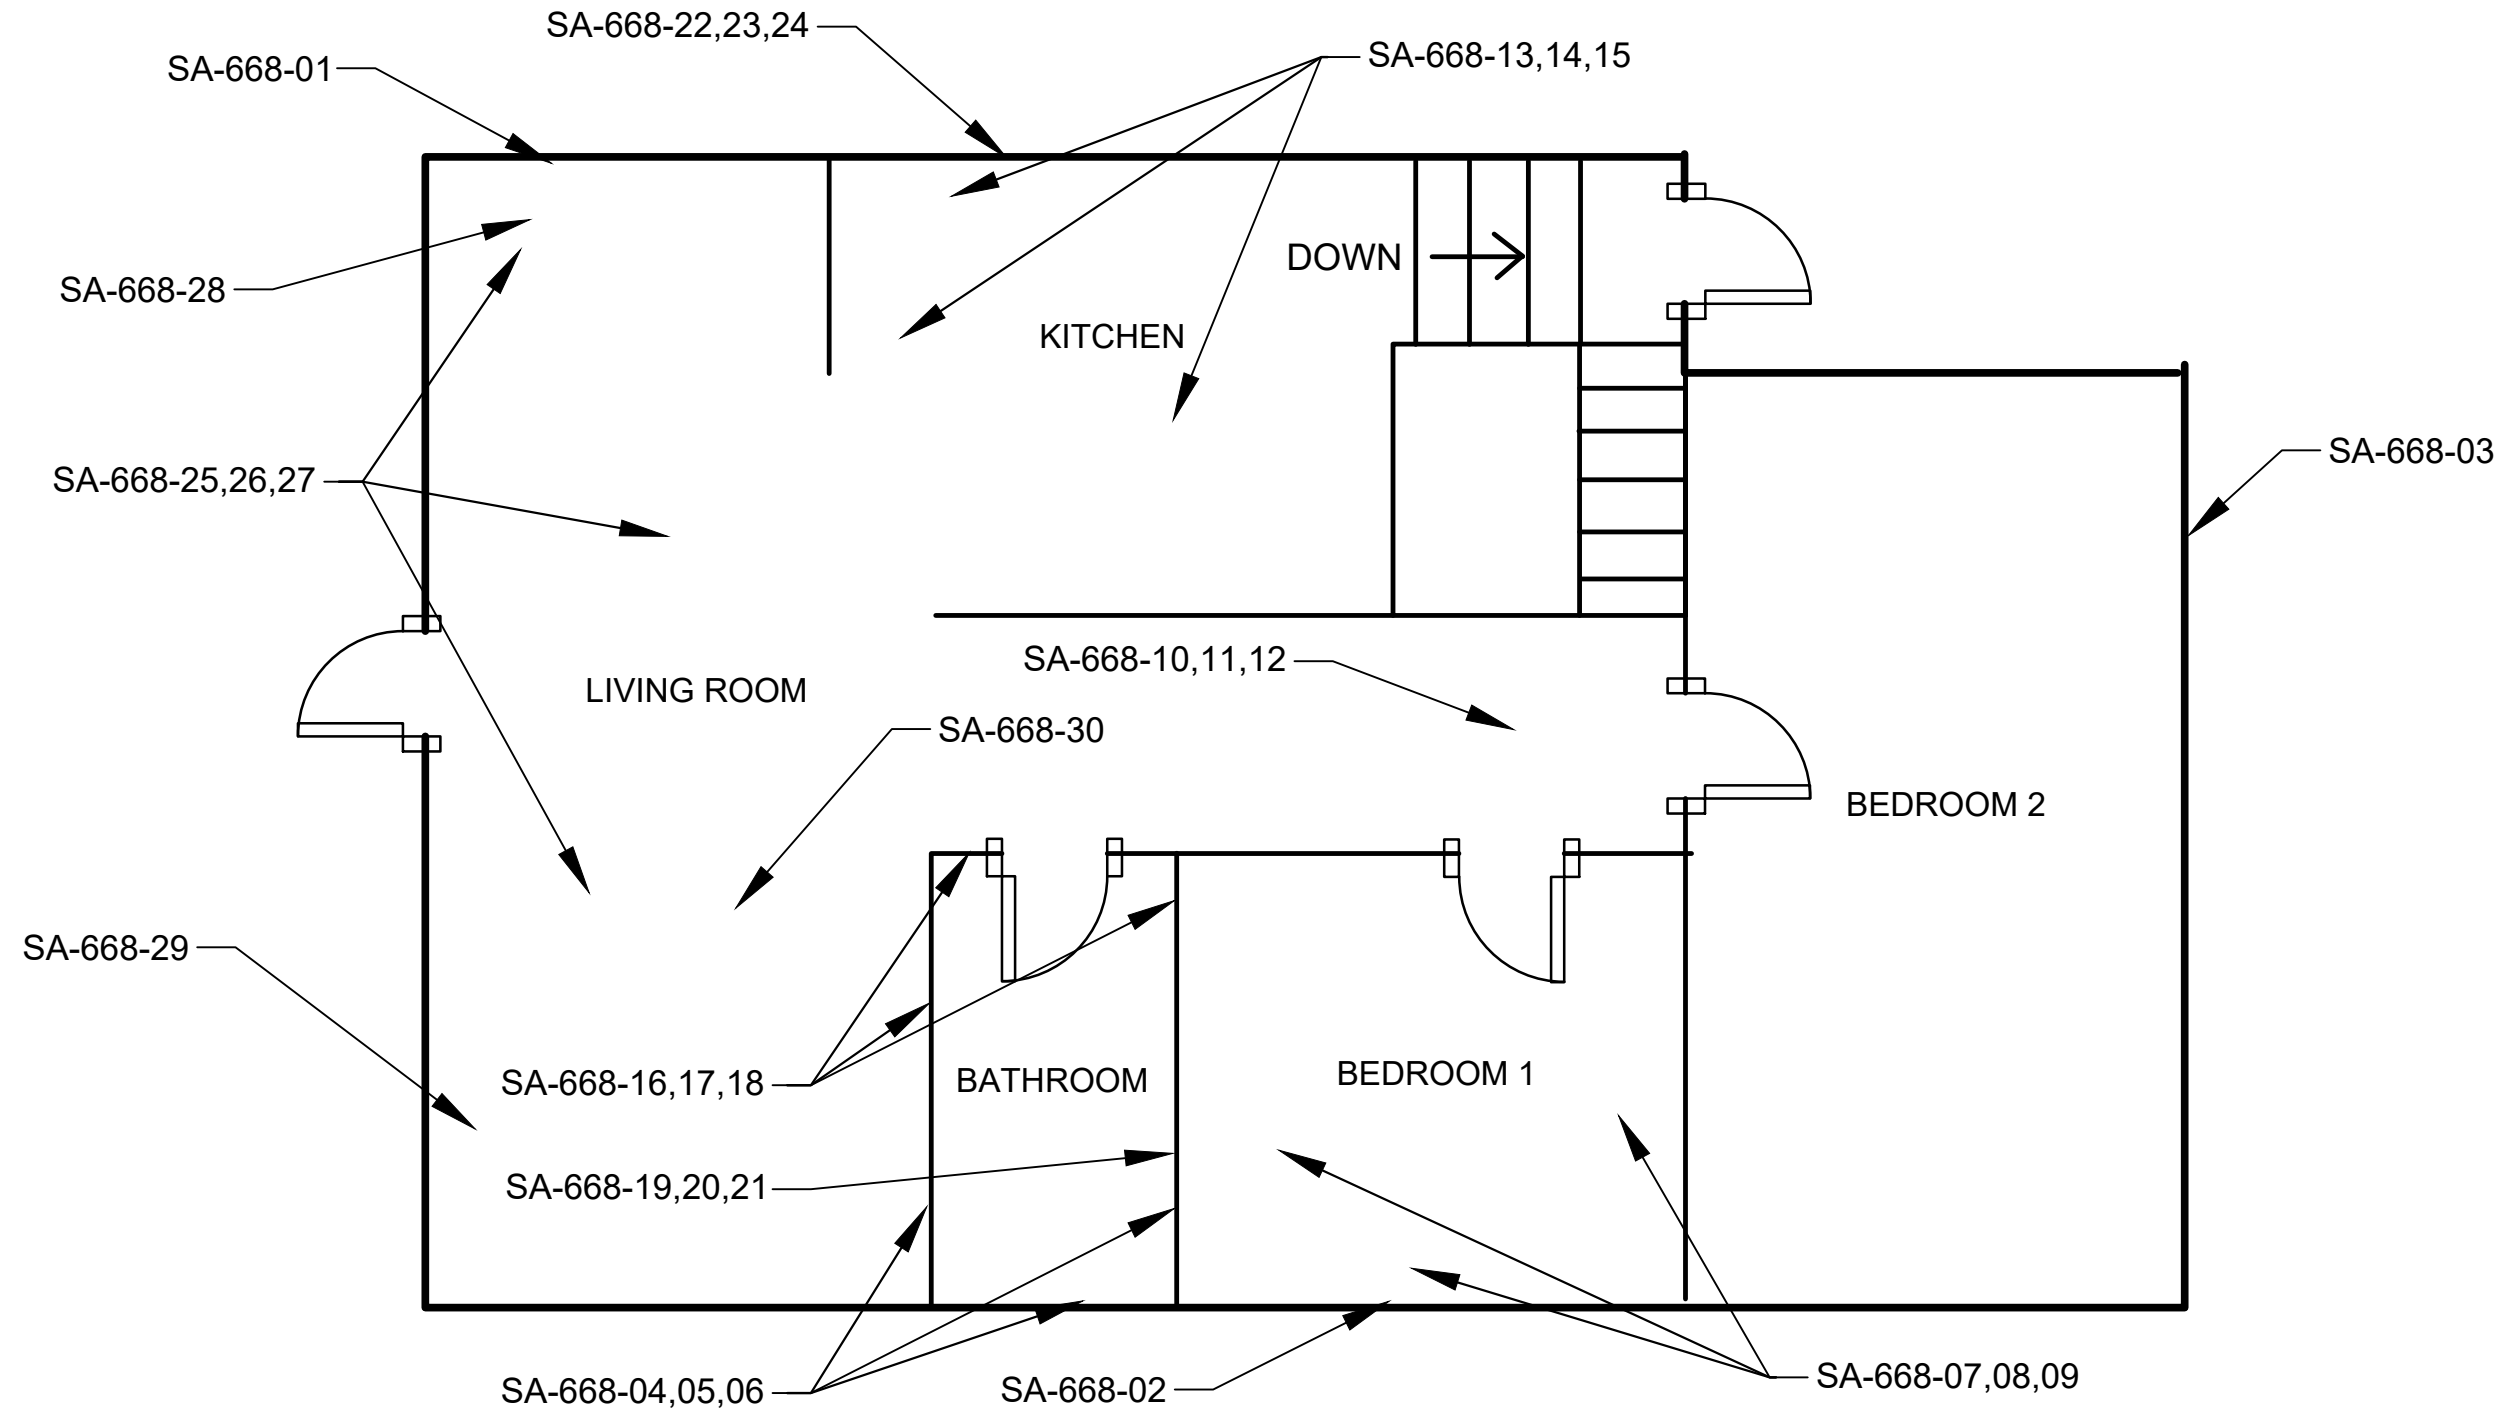 SA-668-22,23,24
SA-668-13,14,15
SA-668-01
DOWN
SA-668-28
KITCHEN
SA-668-03
SA-668-25,26,27
SA-668-10,11,12
LIVING ROOM
SA-668-30
BEDROOM 2
SA-668-29
SA-668-16,17,18
BATHROOM
BEDROOM 1
SA-668-19,20,21
SA-668-04,05,06
SA-668-02
SA-668-07,08,09